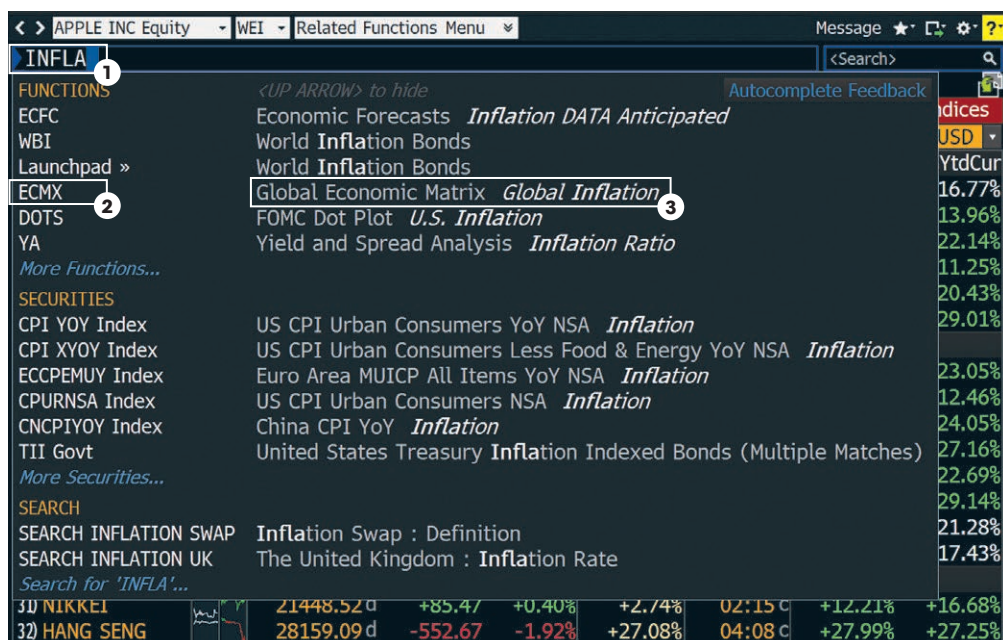 < > APPLE INC Equity WEI Related Functions Menu Message ?
INFLA <Search>
1
FUNCTIONS <UP ARROW> to hide Autocomplete Feedback
ECFC Economic Forecasts Inflation DATA Anticipated
WBI World Inflation Bonds USD
Launchpad » World Inflation Bonds YtdCur
ECMX Global Economic Matrix Global Inflation 16.77%
2 3
DOTS FOMC Dot Plot U.S. Inflation 13.96%
YA Yield and Spread Analysis Inflation Ratio 22.14%
More Functions... 11.25%
SECURITIES 20.43%
CPI YOY Index US CPI Urban Consumers YoY NSA Inflation 29.01%
CPI XYOY Index US CPI Urban Consumers Less Food & Energy YoY NSA Inflation
ECCPEMUY Index Euro Area MUICP All Items YoY NSA Inflation 23.05%
CPURNSA Index US CPI Urban Consumers NSA Inflation 12.46%
CNCPIYOY Index China CPI YoY Inflation 24.05%
TII Govt United States Treasury Inflation Indexed Bonds (Multiple Matches) 27.16%
More Securities... 22.69%
SEARCH 29.14%
SEARCH INFLATION SWAP Inflation Swap : Definition 21.28%
SEARCH INFLATION UK The United Kingdom : Inflation Rate 17.43%
Search for 'INFLA'...
31) NIKKEI 21448.52 d +85.47 +0.40% +2.74% 02:15 c +12.21% +16.68%
32) HANG SENG 28159.09 d -552.67 -1.92% +27.08% 04:08 c +27.99% +27.25%